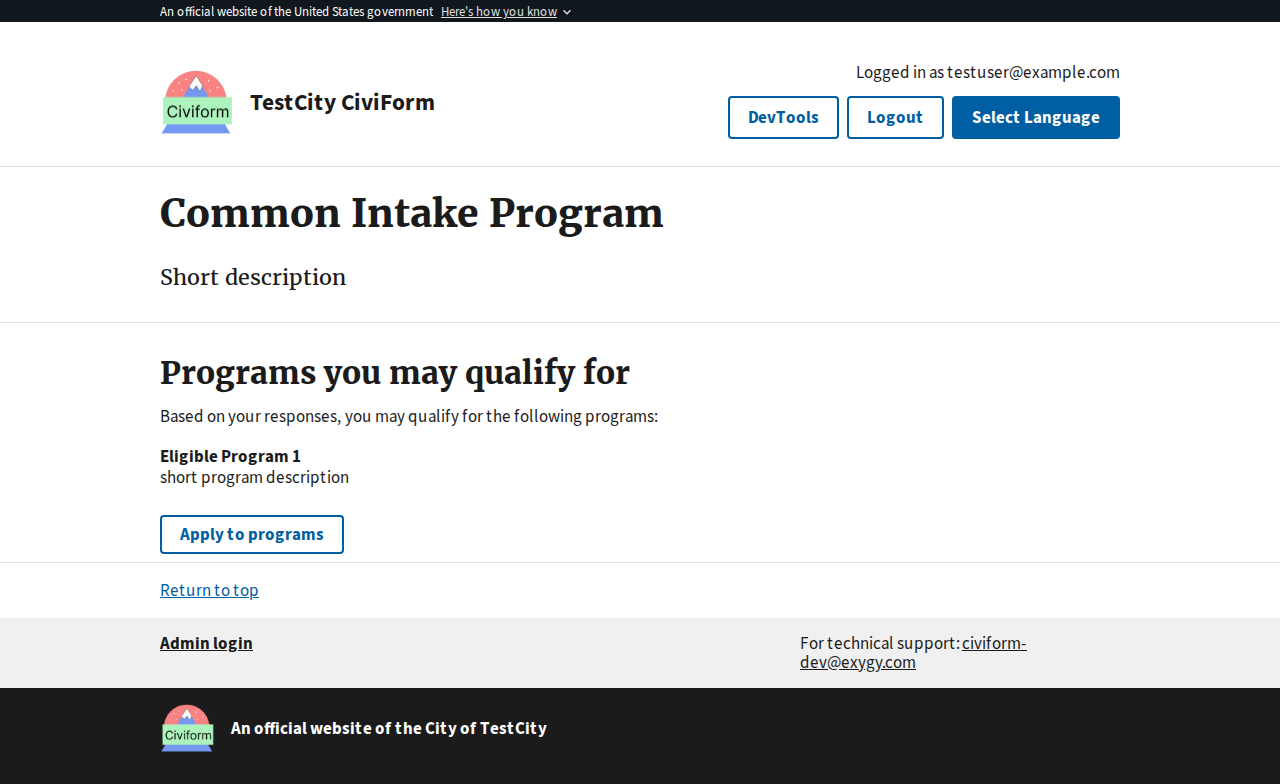 An official website of the United States government Here's how you know
Logged in as testuser@example.com
Civiform
TestCity CiviForm
DevTools
Logout
Select Language
Common Intake Program
Short description
Programs you may qualify for
Based on your responses, you may qualify for the following programs:
Eligible Program 1
short program description
Apply to programs
Return to top
Admin login
For technical support: civiform-
dev@exygy.com
Civiform
An official website of the City of TestCity